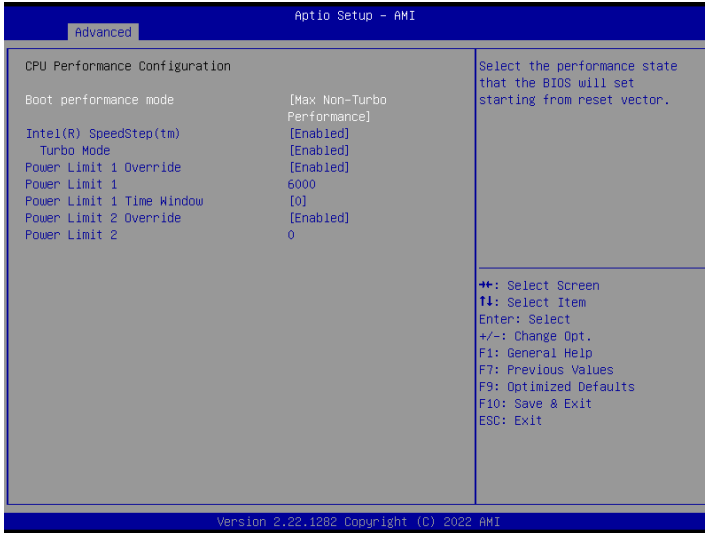 Aptio Setup - AMI
Advanced
CPU Performance Configuration
Boot performance mode [Max Non-Turbo
Performance]
Intel(R) SpeedStep(tm) [Enabled]
Turbo Mode [Enabled]
Power Limit 1 Override [Enabled]
Power Limit 1 6000
Power Limit 1 Time Window [0]
Power Limit 2 Override [Enabled]
Power Limit 2 0
Select the performance state
that the BIOS will set
starting from reset vector.
→←: Select Screen
↑↓: Select Item
Enter: Select
+/-: Change Opt.
F1: General Help
F7: Previous Values
F9: Optimized Defaults
F10: Save & Exit
ESC: Exit
Version 2.22.1282 Copyright (C) 2022 AMI